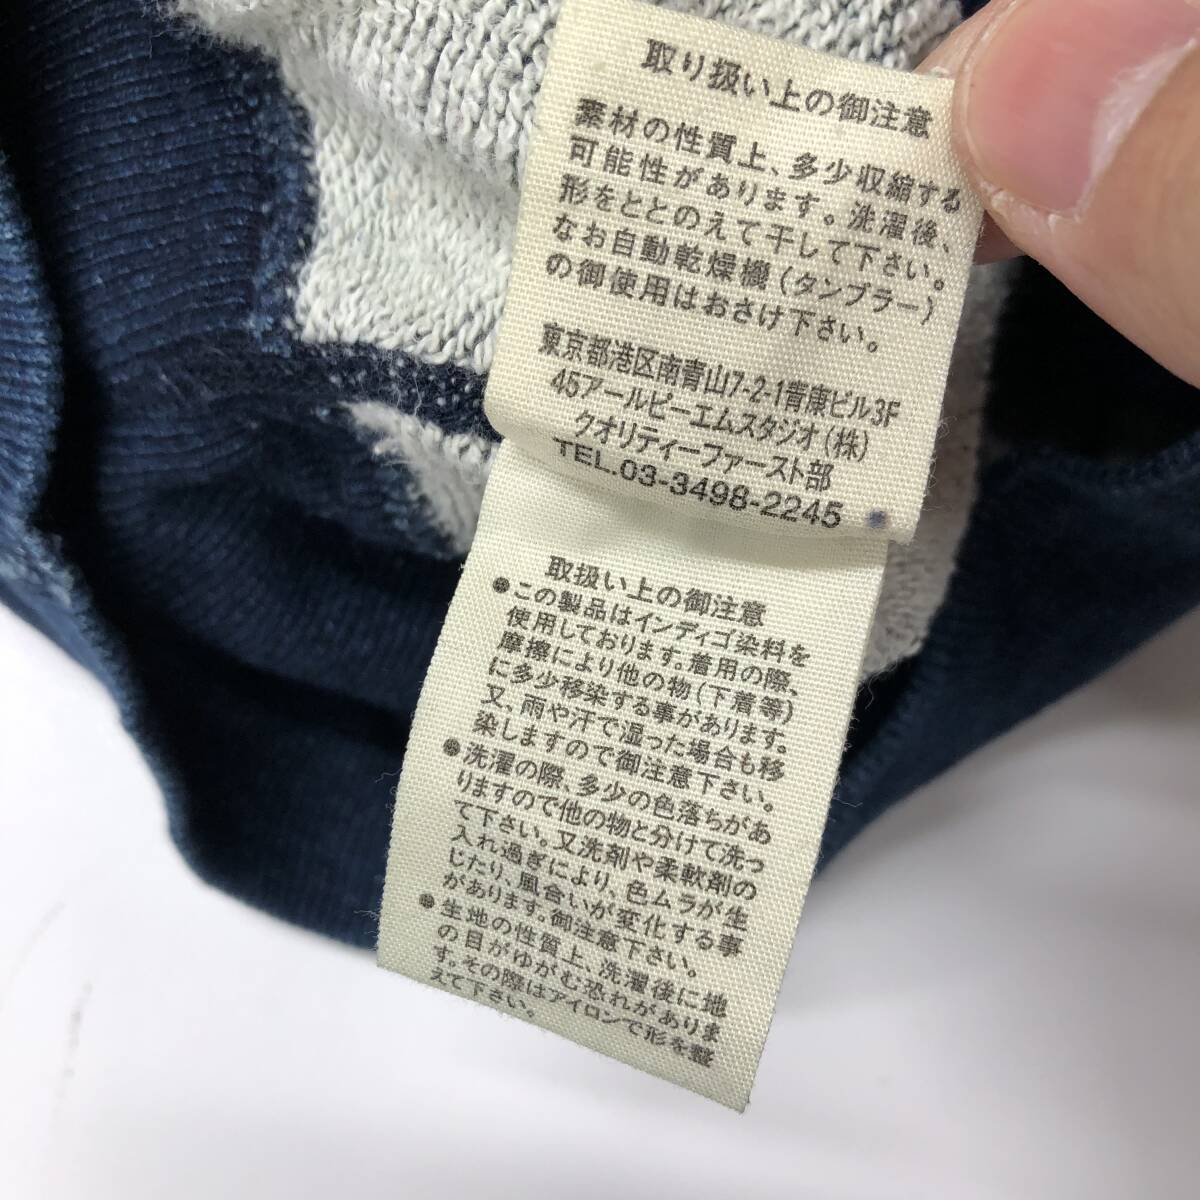 取り扱い上の御注意
素材の性質上、多少収縮する
可能性があります。洗濯後、
形をととのえて干して下さい。
なお自動乾燥機(タンブラー)
の御使用はおさけ下さい。
東京都港区南青山7-2-1青康ビル3F
45アールピーエムスタジオ(株)
クオリティーファースト部
TEL.03-3498-2245
取扱い上の御注意
●この製品はインディゴ染料を
使用しております。着用の際、
摩擦により他の物(下着等)
に多少移染する事があります。
又、雨や汗で湿った場合も移
染しますので御注意下さい。
●洗濯の際、多少の色落ちがあ
りますので他の物と分けて洗っ
て下さい。又洗剤や柔軟剤の
入れ過ぎにより、色ムラが生
じたり、風合いが変化する事
があります。御注意下さい。
●生地の性質上、洗濯後に地
の目がゆがむ恐れがありま
す。その際はアイロンで形を整
えて下さい。